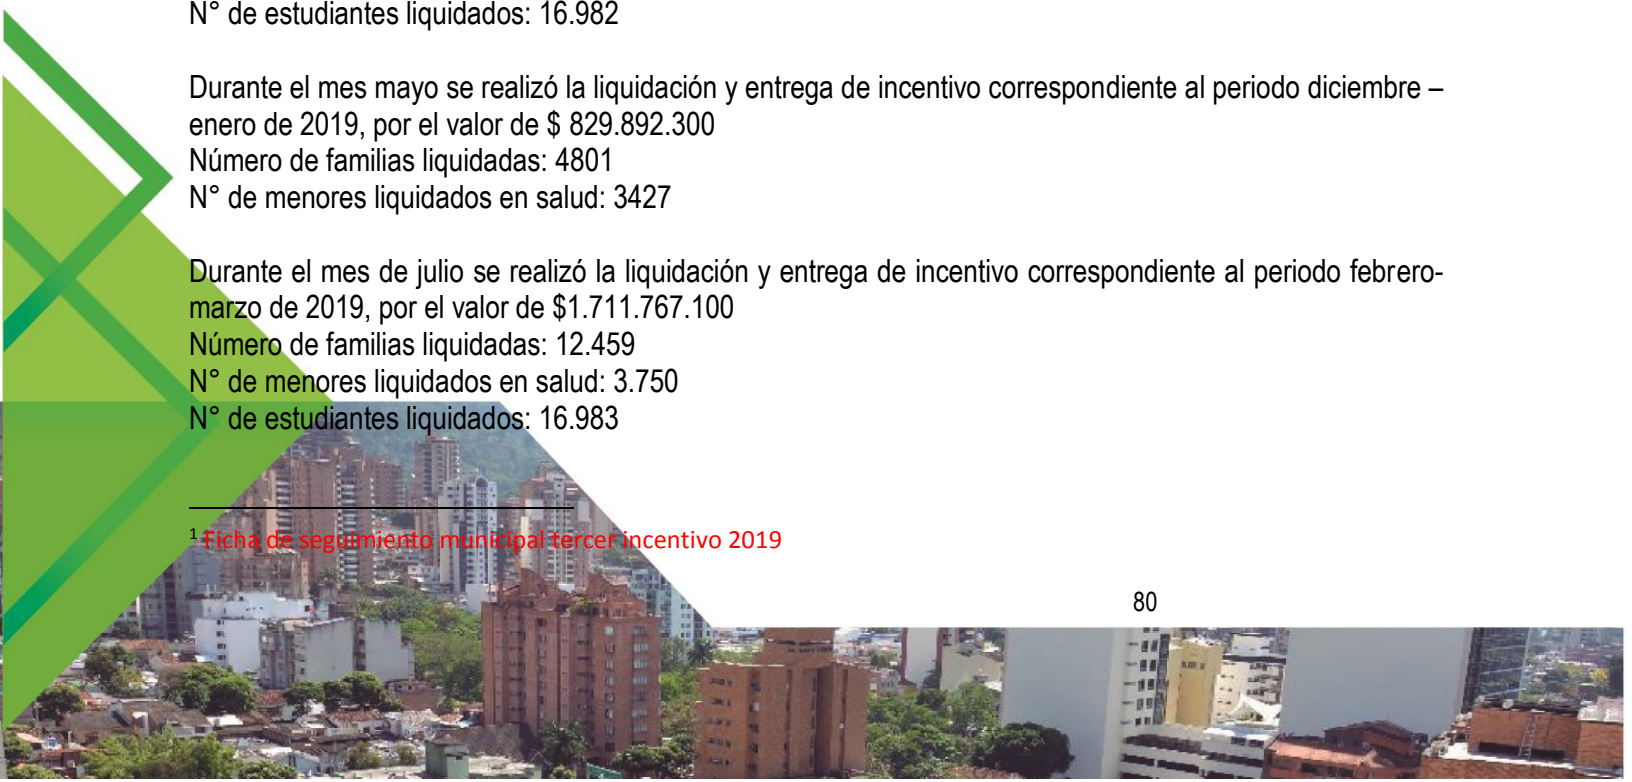 N° de estudiantes liquidados: 16.982
Durante el mes mayo se realizó la liquidación y entrega de incentivo correspondiente al periodo diciembre –
enero de 2019, por el valor de $ 829.892.300
Número de familias liquidadas: 4801
N° de menores liquidados en salud: 3427
Durante el mes de julio se realizó la liquidación y entrega de incentivo correspondiente al periodo febrero-
marzo de 2019, por el valor de $1.711.767.100
Número de familias liquidadas: 12.459
N° de menores liquidados en salud: 3.750
N° de estudiantes liquidados: 16.983
1 Ficha de seguimiento municipal tercer incentivo 2019
80